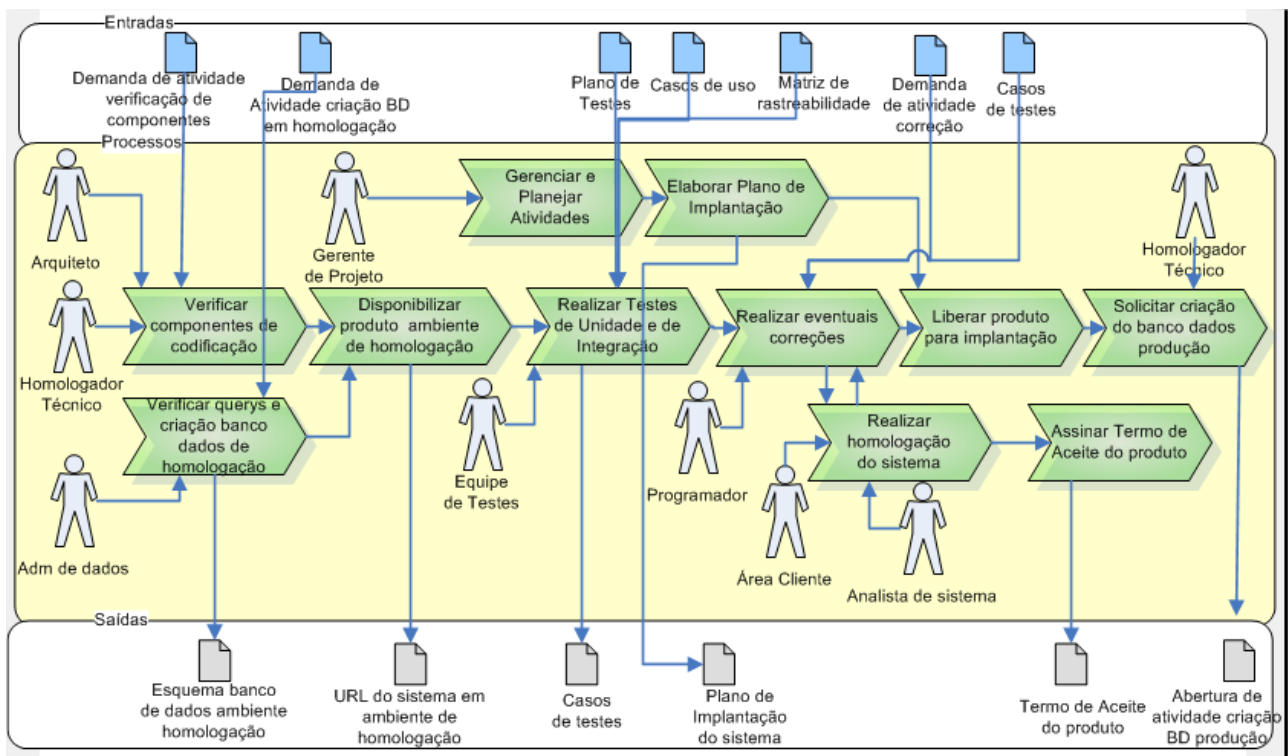 Entradas
Demanda de atividade
verificação de
componentes
Demanda de
Atividade criação BD
em homologação
Plano de
Testes
Casos de uso
Matriz de
rastreabilidade
Demanda
de atividade
correção
Casos
de testes
Processos
Arquiteto
Gerente
de Projeto
Gerenciar e
Planejar
Atividades
Elaborar Plano de
Implantação
Homologador
Técnico
Homologador
Técnico
Verificar
componentes de
codificação
Disponibilizar
produto ambiente
de homologação
Realizar Testes
de Unidade e de
Integração
Realizar eventuais
correções
Liberar produto
para implantação
Solicitar criação
do banco dados
produção
Verificar querys e
criação banco
dados de
homologação
Adm de dados
Equipe
de Testes
Programador
Realizar
homologação
do sistema
Assinar Termo de
Aceite do produto
Área Cliente
Analista de sistema
Saídas
Esquema banco
de dados ambiente
homologação
URL do sistema em
ambiente de
homologação
Casos
de testes
Plano de
Implantação
do sistema
Termo de Aceite
do produto
Abertura de
atividade criação
BD produção